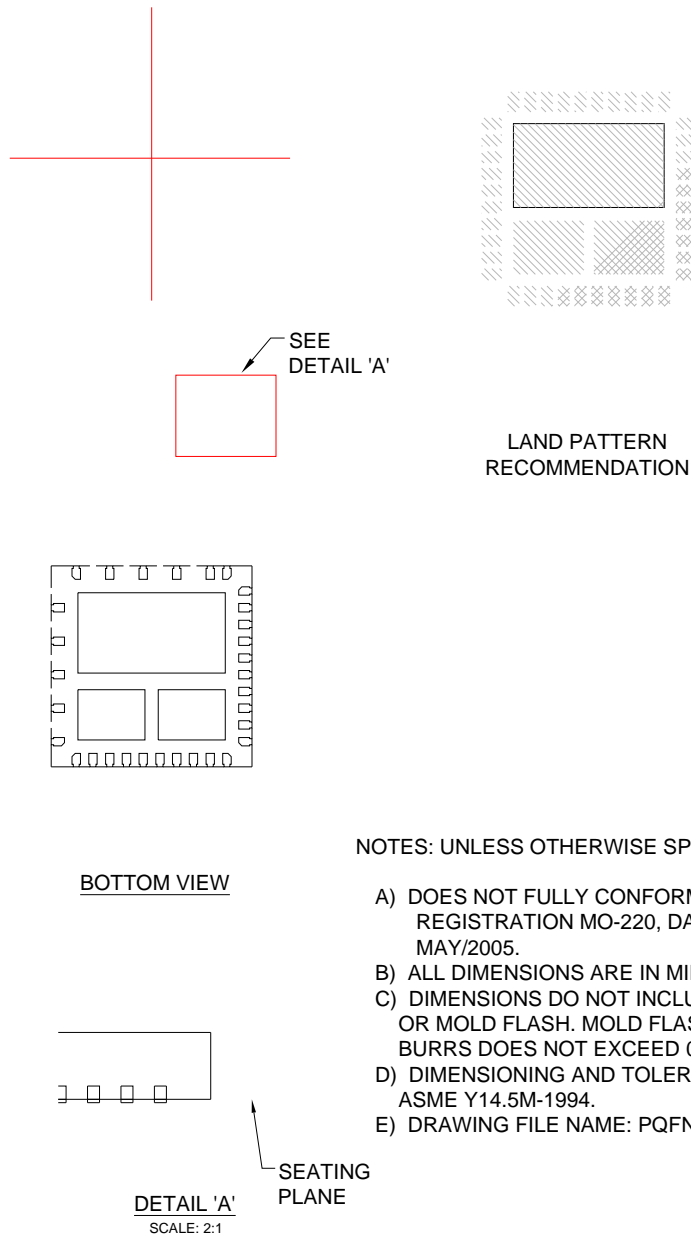 SEE
DETAIL 'A'
LAND PATTERN
RECOMMENDATION
BOTTOM VIEW
NOTES: UNLESS OTHERWISE SP
A) DOES NOT FULLY CONFORM
REGISTRATION MO-220, DA
MAY/2005.
B) ALL DIMENSIONS ARE IN MI
C) DIMENSIONS DO NOT INCLU
OR MOLD FLASH. MOLD FLAS
BURRS DOES NOT EXCEED 0
D) DIMENSIONING AND TOLER
ASME Y14.5M-1994.
E) DRAWING FILE NAME: PQFN
SEATING
PLANE
DETAIL 'A'
SCALE: 2:1